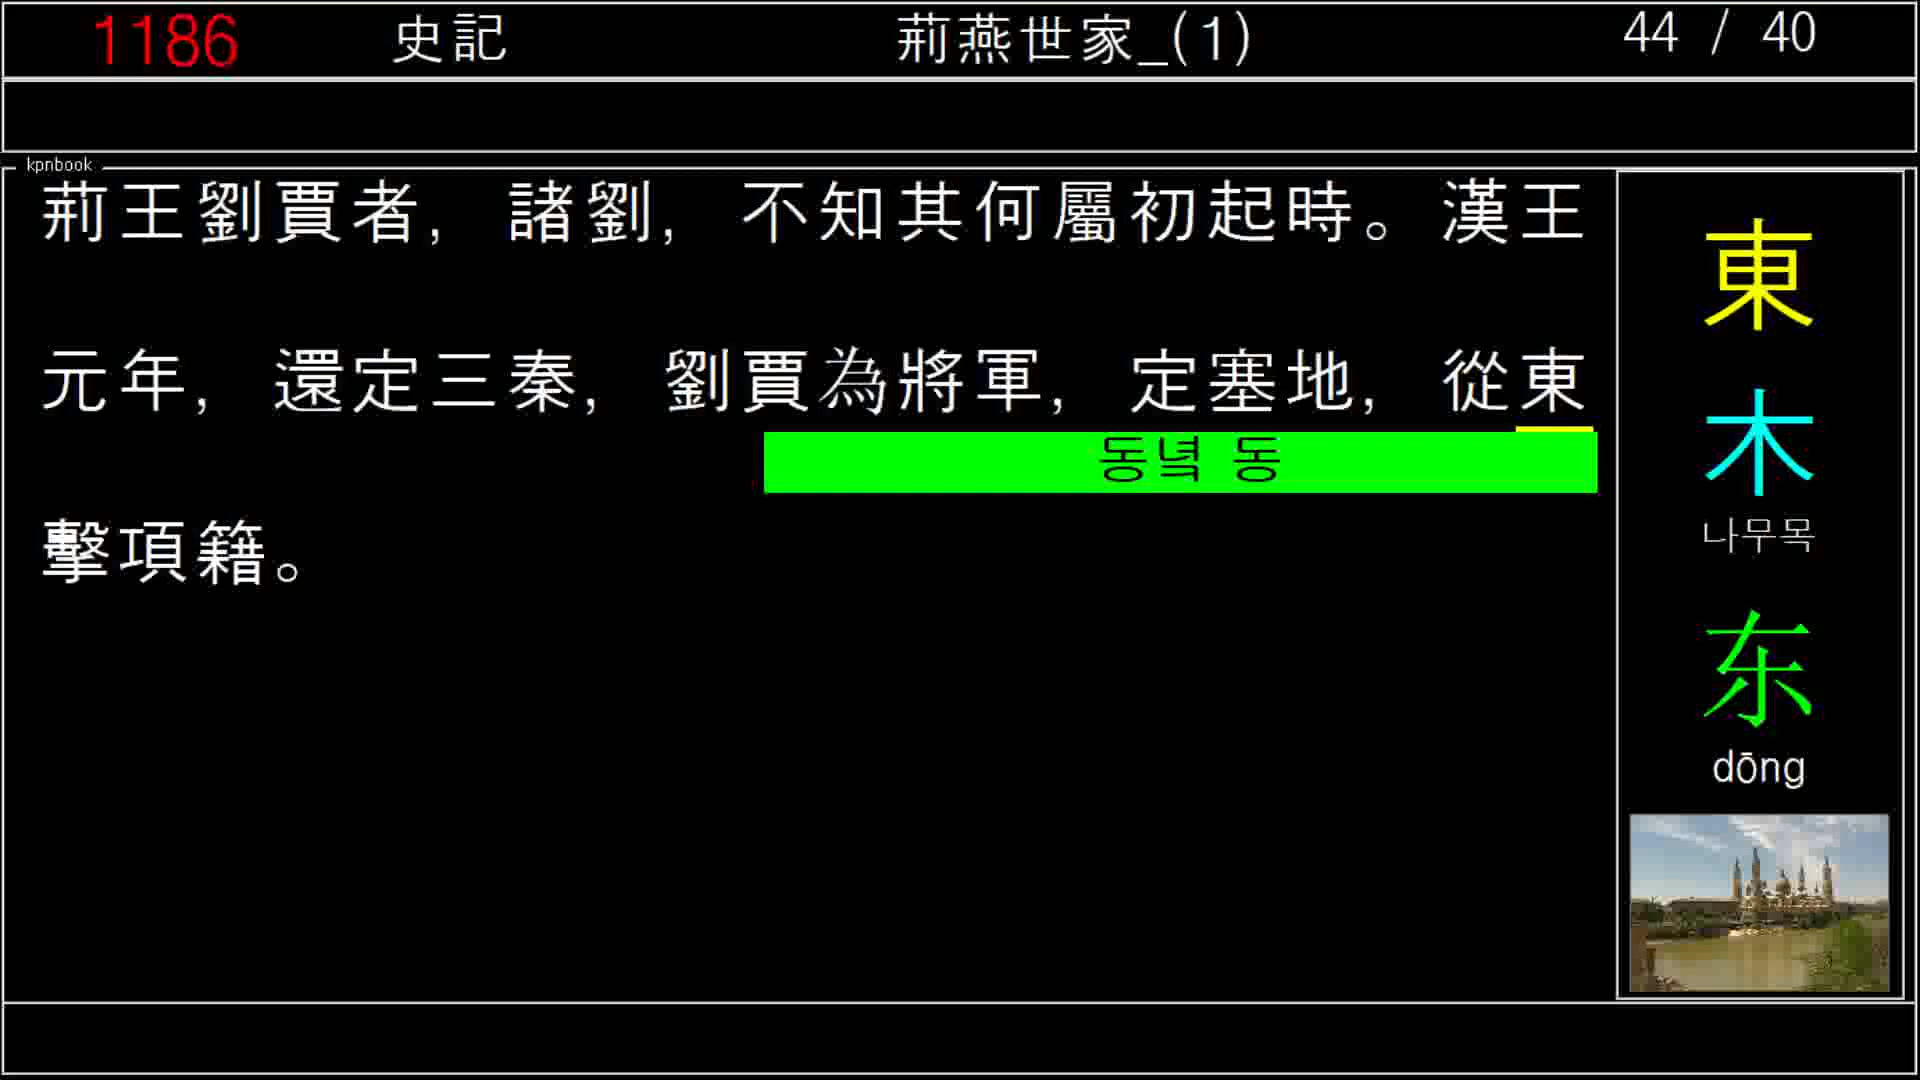 1186 史記 荊燕世家_(1) 44 / 40
kpnbook
荊王劉賈者, 諸劉, 不知其何屬初起時。漢王
元年, 還定三秦, 劉賈為將軍, 定塞地, 從東
동녘 동
擊項籍。
東
木
나무목
东
dōng